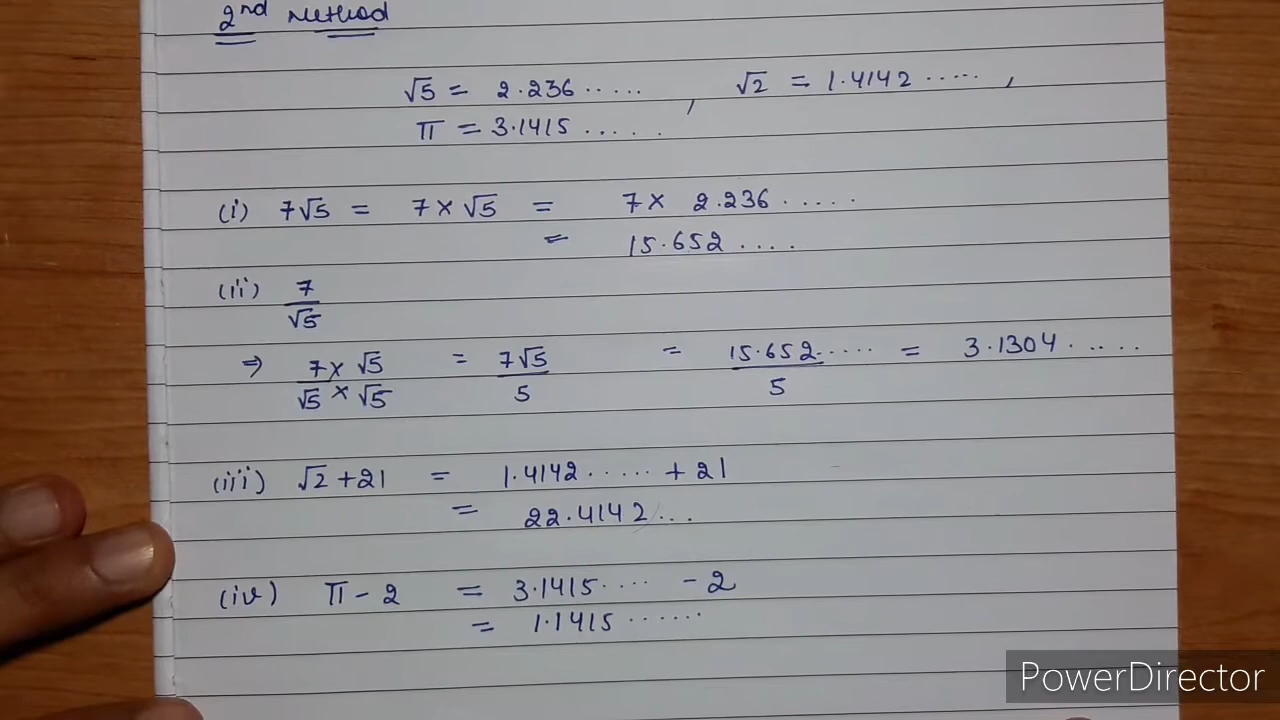 2nd Method
√5 = 2.236 ..... , √2 = 1.4142 ..... ,
π = 3.1415 ......
(i) 7√5 = 7 × √5 = 7 × 2.236 .....
= 15.652 ....
(ii) 7/√5
⇒ 7 × √5 / √5 × √5 = 7√5/5 = 15.652...../5 = 3.1304......
(iii) √2 + 21 = 1.4142 ..... + 21
= 22.4142...
(iv) π - 2 = 3.1415.... - 2
= 1.1415 ......
PowerDirector